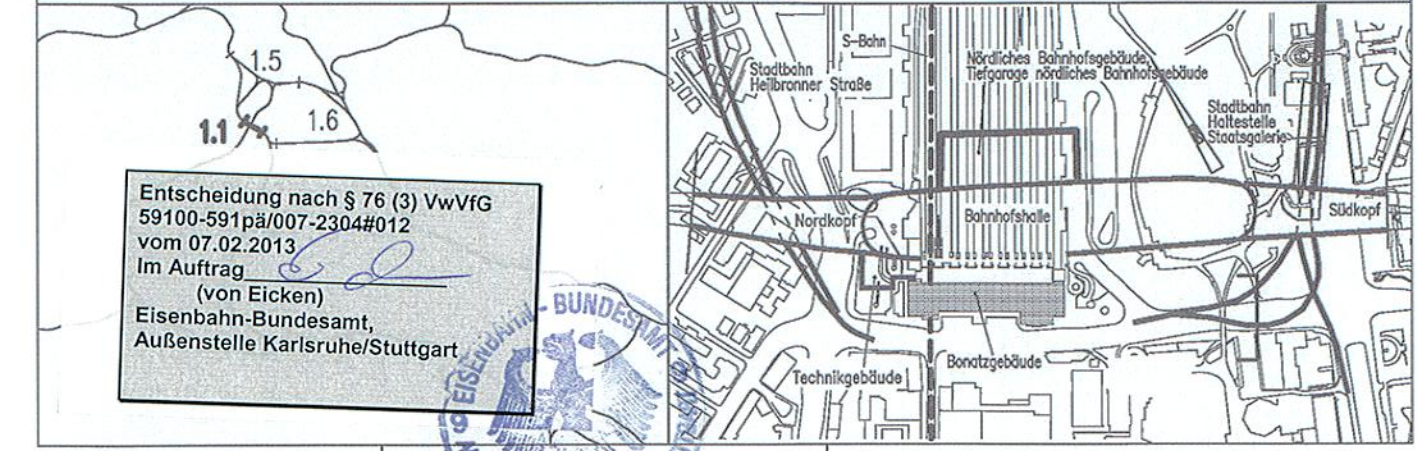 1.5
1.6
1.1
Entscheidung nach § 76 (3) VwVfG
59100-591pä/007-2304#012
vom 07.02.2013
Im Auftrag
(von Eicken)
Eisenbahn-Bundesamt,
Außenstelle Karlsruhe/Stuttgart
EISENBAHN - BUNDESAMT
S-Bahn
Stadtbahn
Heilbronner Straße
Nördliches Bahnhofsgebäude,
Tiefgarage nördliches Bahnhofsgebäude
Stadtbahn
Haltestelle
Staatsgalerie
Nordkopf
Bahnhofshalle
Südkopf
Technikgebäude
Bonatzgebäude